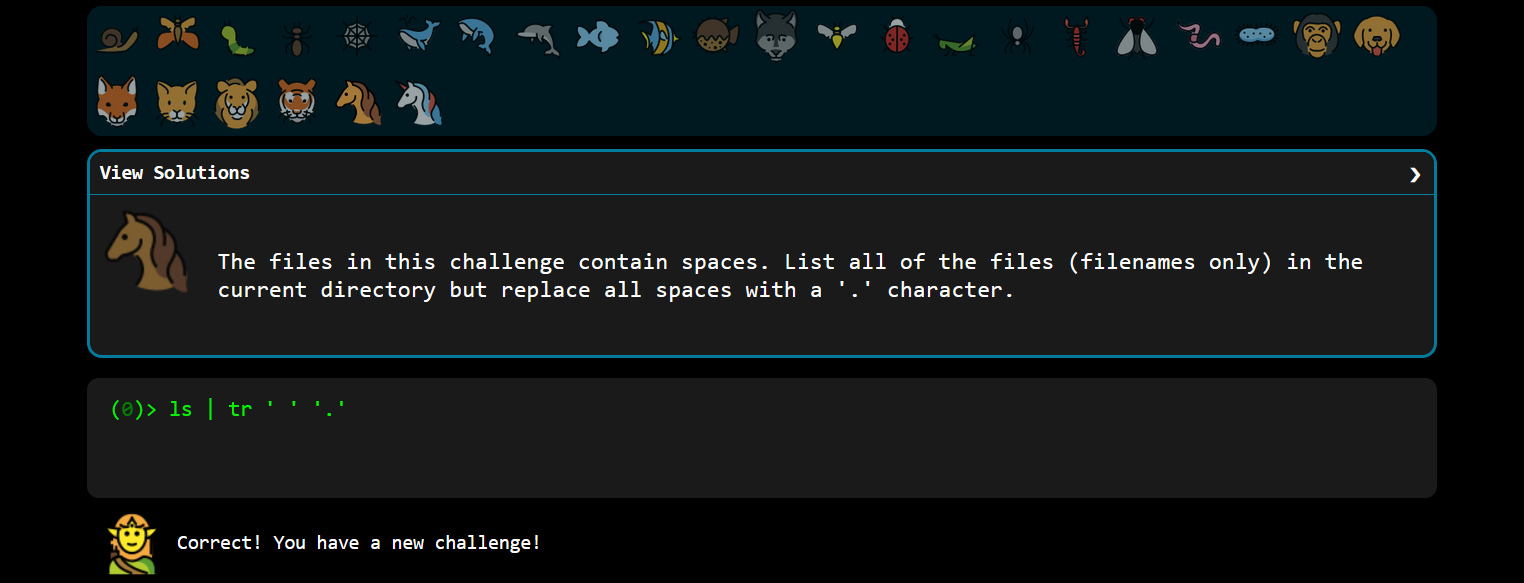 View Solutions
The files in this challenge contain spaces. List all of the files (filenames only) in the
current directory but replace all spaces with a '.' character.
(0)> ls | tr ' ' '.'
Correct! You have a new challenge!